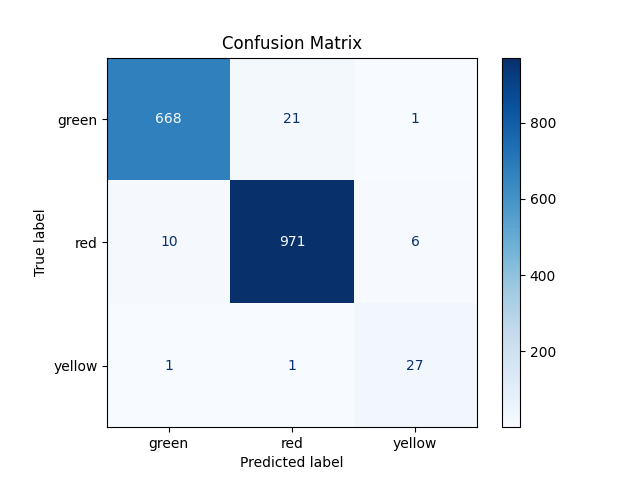 Confusion Matrix
green 668 21 1
red 10 971 6
yellow 1 1 27
green red yellow
Predicted label
True label
800
600
400
200